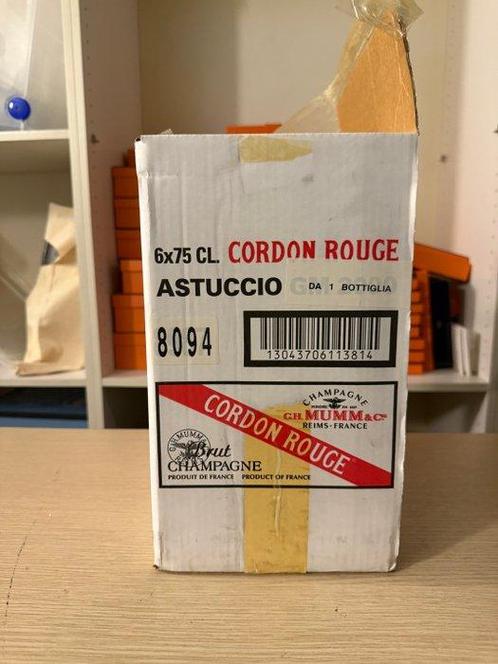 6x75 CL. CORDON ROUGE
ASTUCCIO DA 1 BOTTIGLIA
8094
13043706113814
CHAMPAGNE
G.H. MUMM & Co
REIMS-FRANCE
CORDON ROUGE
G.H. MUMM
Brut
CHAMPAGNE
PRODUIT DE FRANCE PRODUCT OF FRANCE